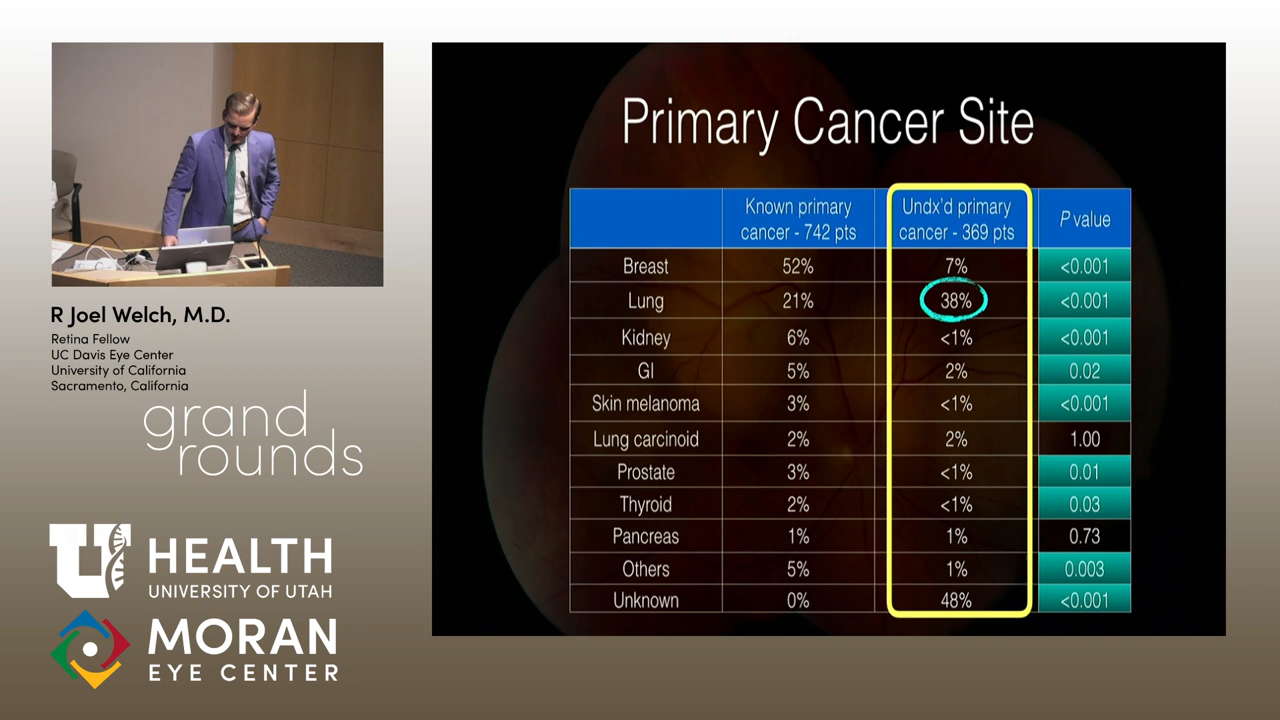 R Joel Welch, M.D.
Retina Fellow
UC Davis Eye Center
University of California
Sacramento, California
grand
rounds
U
HEALTH
UNIVERSITY OF UTAH
MORAN
EYE CENTER
Primary Cancer Site
Known primary cancer - 742 pts Undx'd primary cancer - 369 pts P value
Breast 52% 7% <0.001
Lung 21% 38% <0.001
Kidney 6% <1% <0.001
GI 5% 2% 0.02
Skin melanoma 3% <1% <0.001
Lung carcinoid 2% 2% 1.00
Prostate 3% <1% 0.01
Thyroid 2% <1% 0.03
Pancreas 1% 1% 0.73
Others 5% 1% 0.003
Unknown 0% 48% <0.001